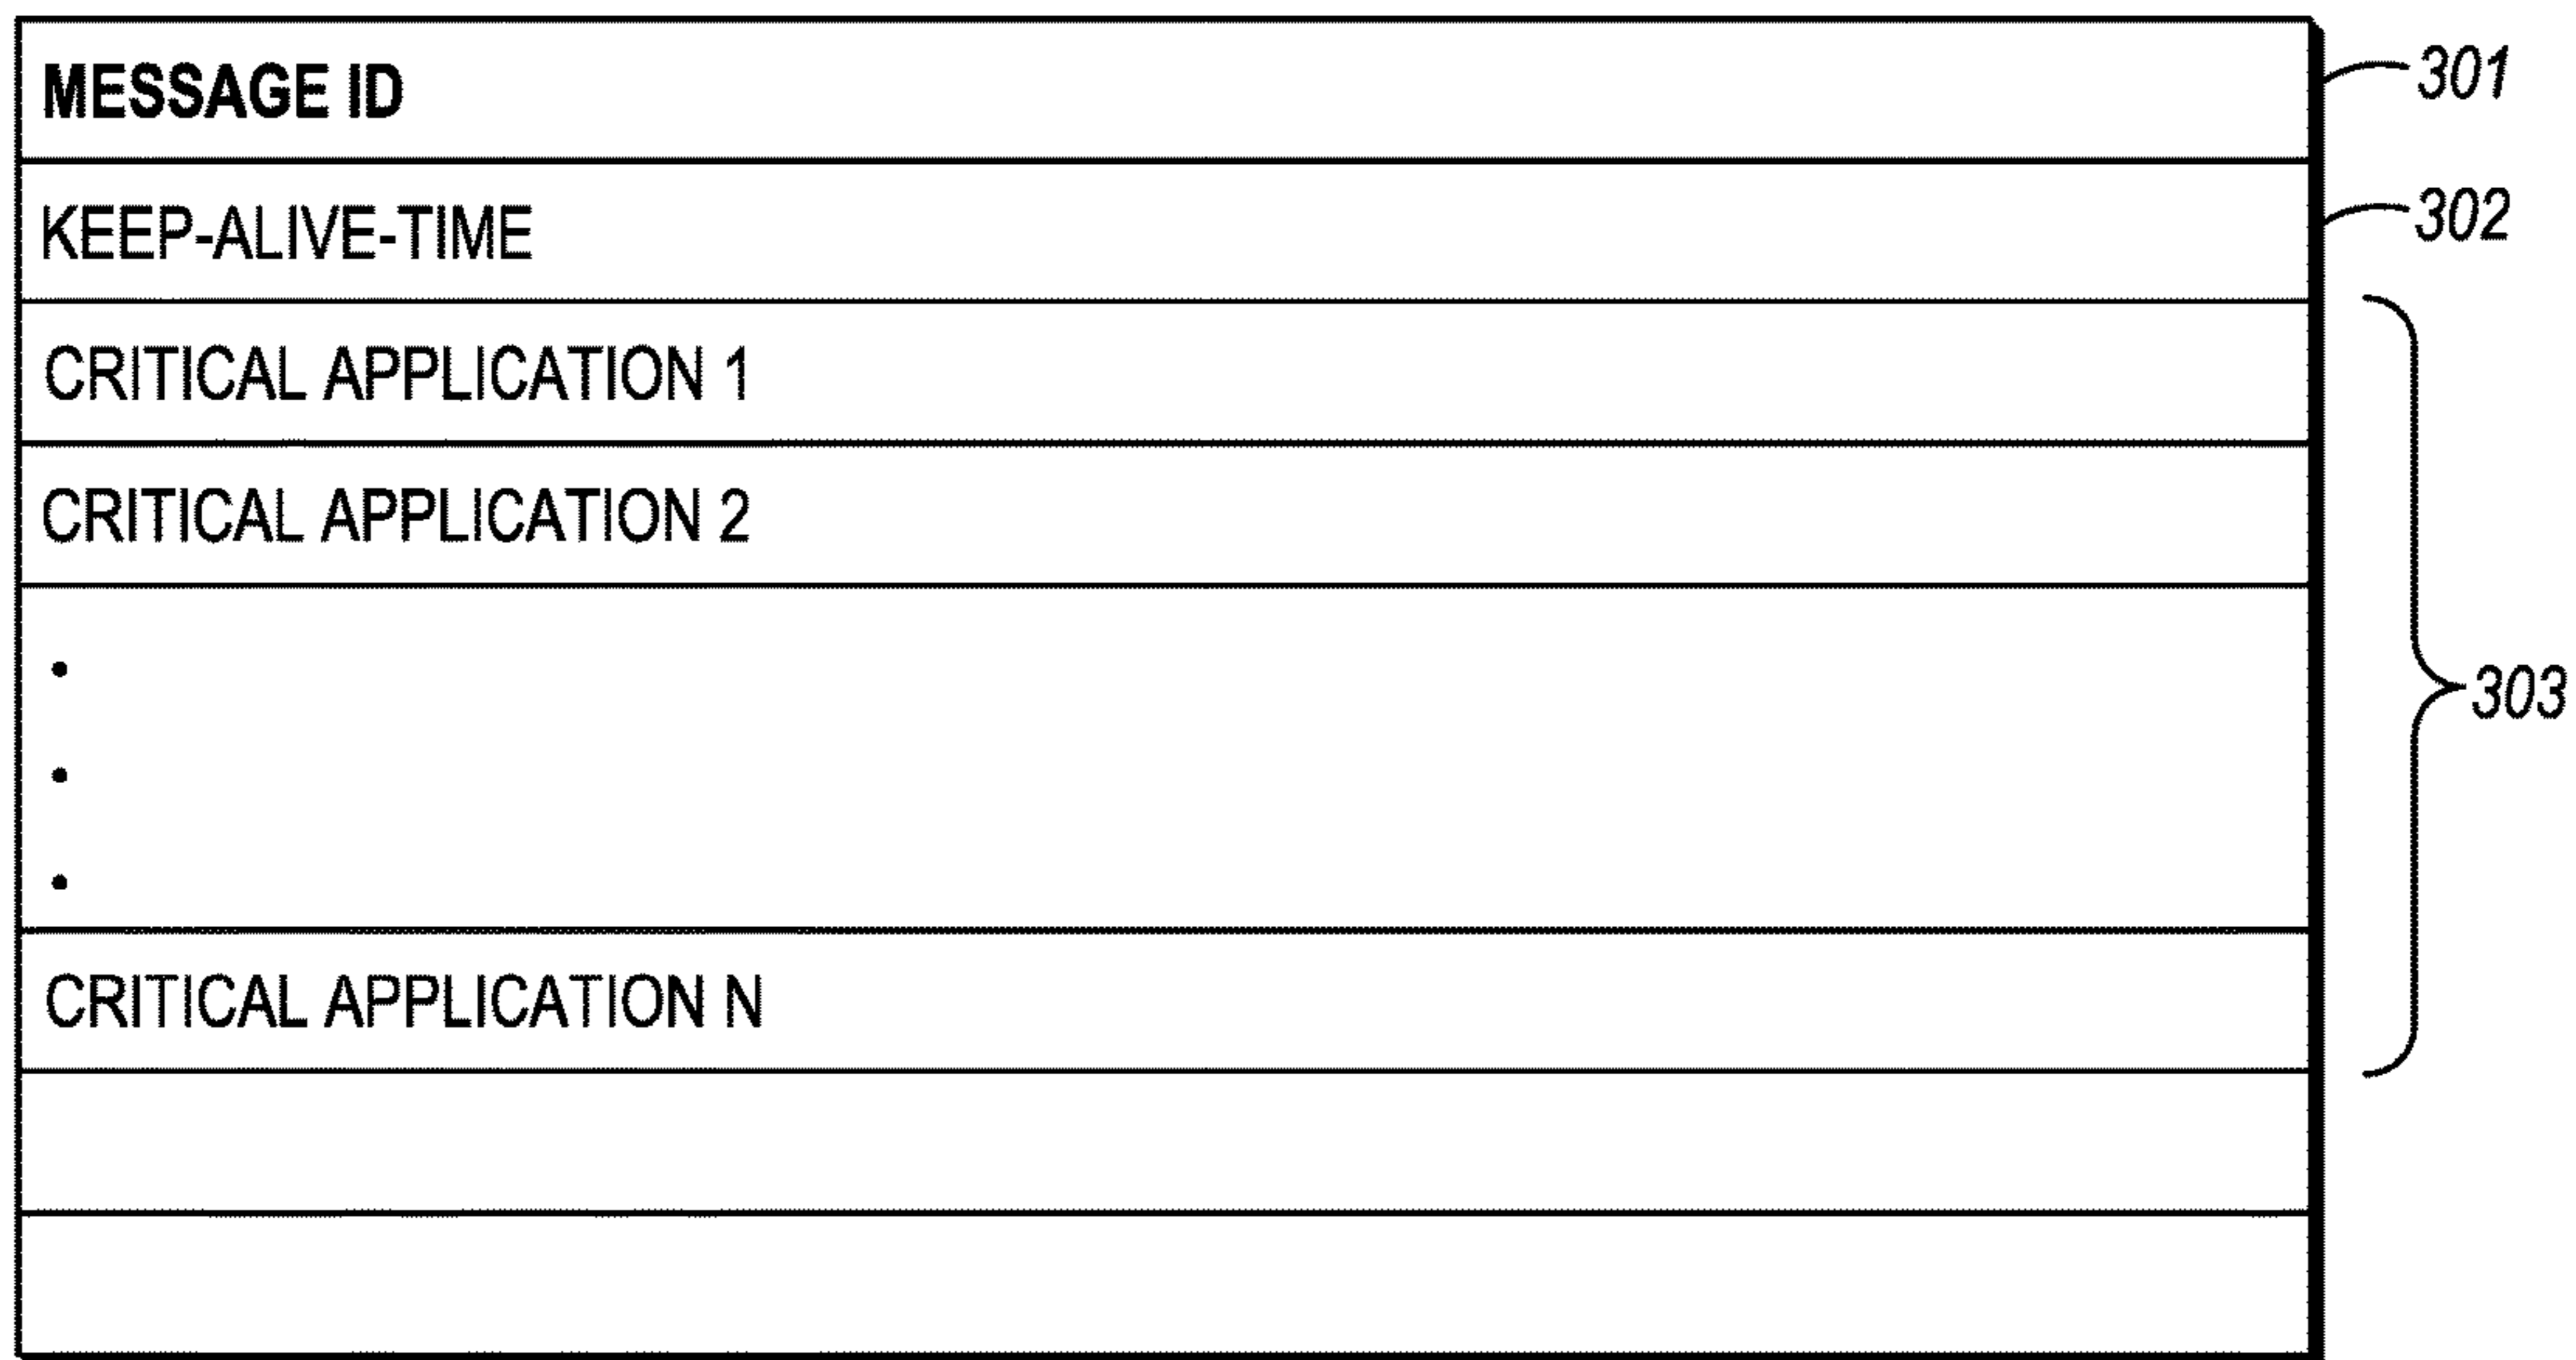 MESSAGE ID
301
KEEP-ALIVE-TIME
302
CRITICAL APPLICATION 1
CRITICAL APPLICATION 2
•
•
•
303
CRITICAL APPLICATION N